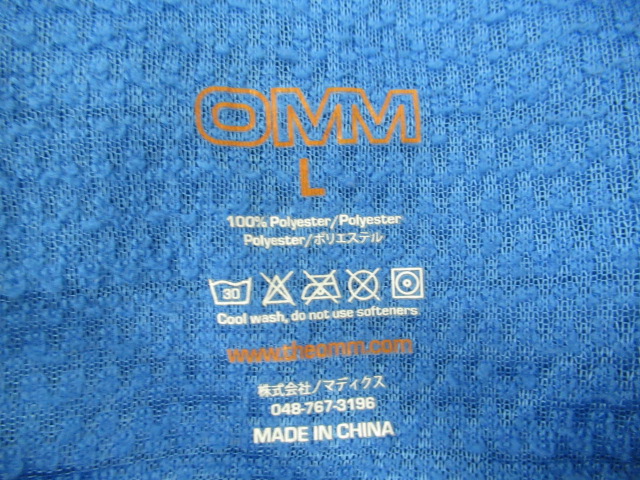 OMM
L
100% Polyester/Polyester
Polyester/ポリエステル
30
Cool wash, do not use softeners
www.theomm.com
株式会社ノマディクス
048-767-3196
MADE IN CHINA